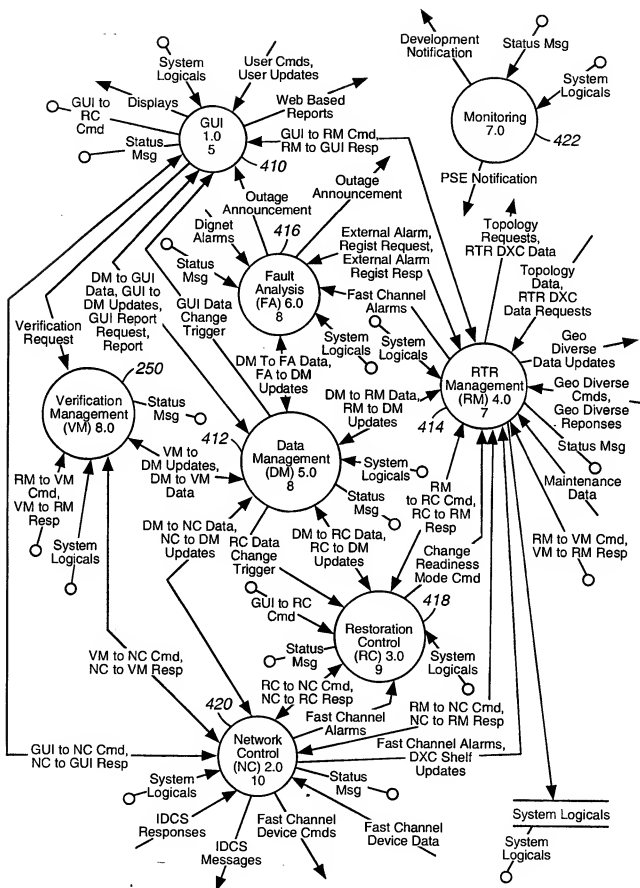 Development
Notification
Status Msg
System
Logicals
Monitoring
7.0
422
PSE Notification
System
Logicals
User Cmds,
User Updates
Displays
Web Based
Reports
GUI to
RC
Cmd
Status
Msg
GUI
1.0
5
410
GUI to RM Cmd,
RM to GUI Resp
Outage
Announcement
Outage
Announcement
416
Dignet
Alarms
Status
Msg
Fault
Analysis
(FA) 6.0
8
External Alarm,
Regist Request,
External Alarm
Regist Resp
Fast Channel
Alarms
System
Logicals
System
Logicals
Topology
Requests,
RTR DXC Data
Topology
Data,
RTR DXC
Data Requests
Geo
Diverse
Data Updates
RTR
Management
(RM) 4.0
7
414
Geo Diverse
Cmds,
Geo Diverse
Reponses
Status Msg
Maintenance
Data
RM to VM Cmd,
VM to RM Resp
DM to GUI
Data, GUI to
DM Updates,
GUI Report
Request,
Report
GUI Data
Change
Trigger
Verification
Request
250
Verification
Management
(VM) 8.0
Status
Msg
DM To FA Data,
FA to DM
Updates
DM to RM Data,
RM to DM
Updates
412
Data
Management
(DM) 5.0
8
System
Logicals
Status
Msg
VM to
DM Updates,
DM to VM
Data
RM to VM
Cmd,
VM to RM
Resp
System
Logicals
RM
to RC Cmd,
RC to RM
Resp
DM to NC Data,
NC to DM
Updates
RC Data
Change
Trigger
DM to RC Data,
RC to DM
Updates
Change
Readiness
Mode Cmd
GUI to RC
Cmd
418
Restoration
Control
(RC) 3.0
9
Status
Msg
System
Logicals
VM to NC Cmd,
NC to VM Resp
RC to NC Cmd,
NC to RC Resp
Fast Channel
Alarms
RM to NC Cmd,
NC to RM Resp
420
Network
Control
(NC) 2.0
10
GUI to NC Cmd,
NC to GUI Resp
Fast Channel Alarms,
DXC Shelf
Updates
System
Logicals
Status
Msg
IDCS
Responses
IDCS
Messages
Fast Channel
Device Cmds
Fast Channel
Device Data
System Logicals
System
Logicals